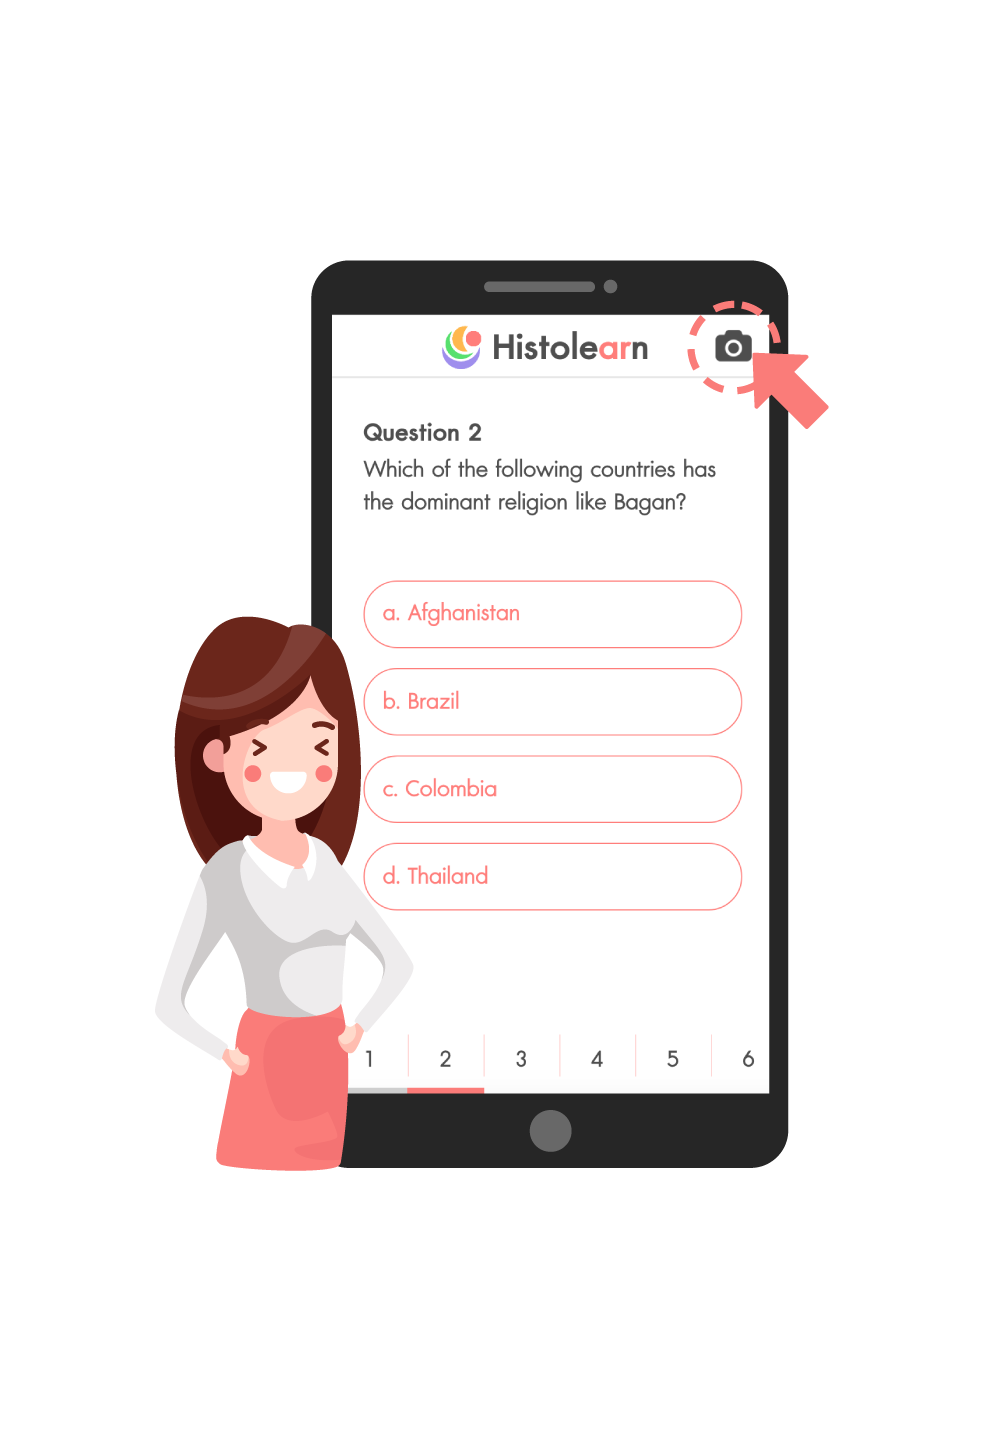 Histolearn
Question 2
Which of the following countries has
the dominant religion like Bagan?
a. Afghanistan
b. Brazil
c. Colombia
d. Thailand
1 2 3 4 5 6